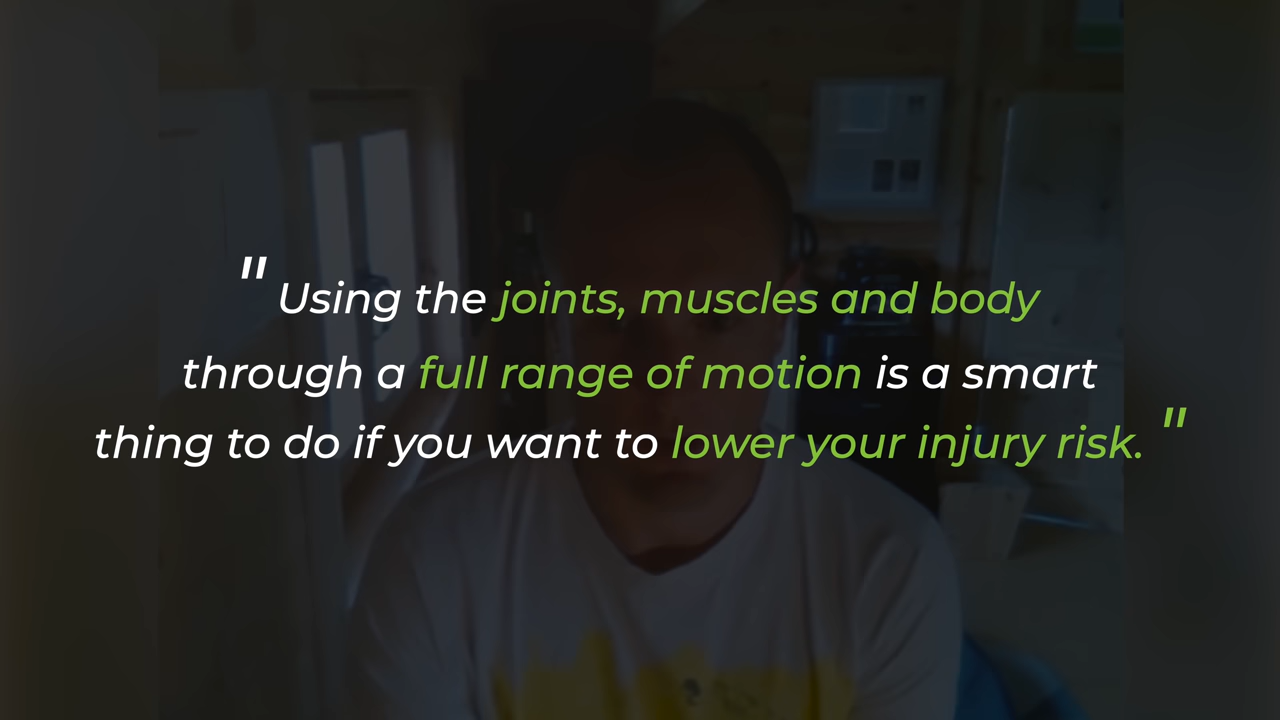 " Using the joints, muscles and body
through a full range of motion is a smart
thing to do if you want to lower your injury risk. "